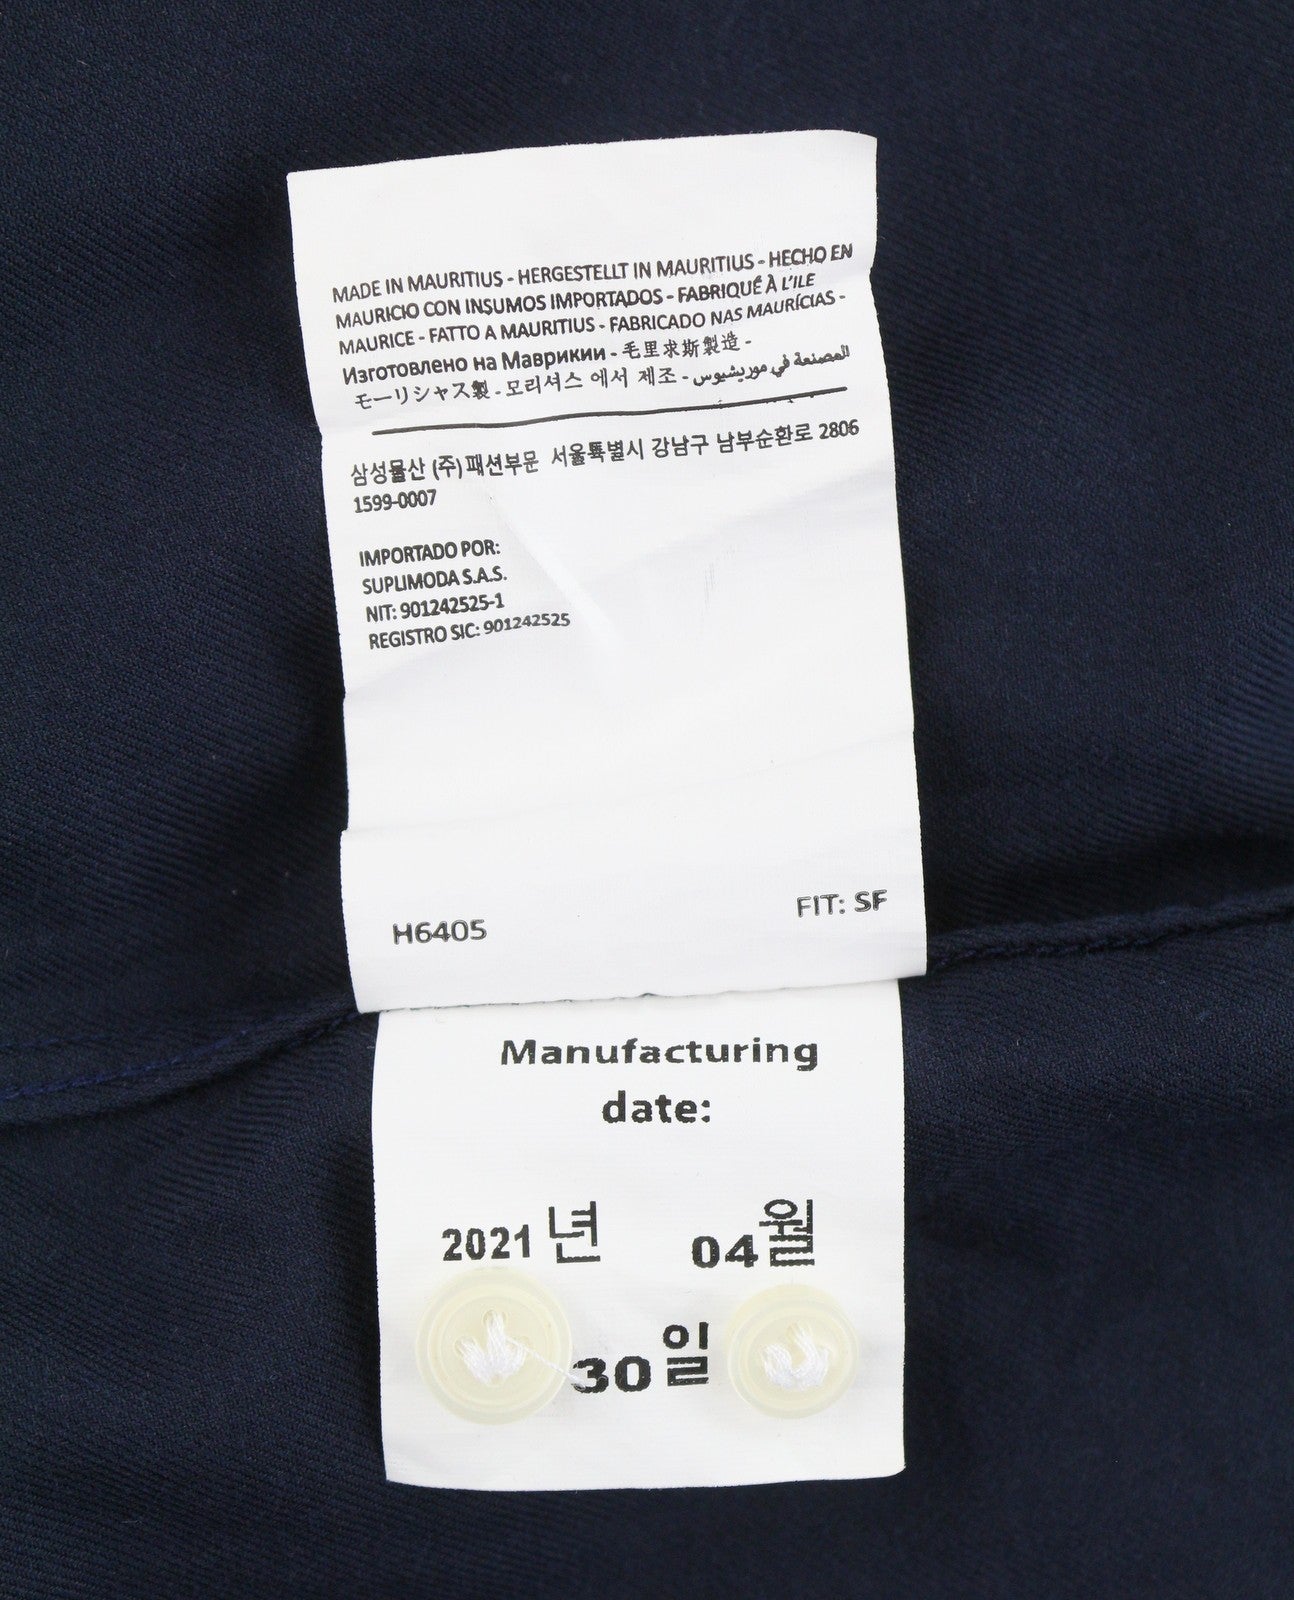 MADE IN MAURITIUS - HERGESTELLT IN MAURITIUS - HECHO EN
MAURICIO CON INSUMOS IMPORTADOS - FABRIQUÉ À L'ILE
MAURICE - FATTO A MAURITIUS - FABRICADO NAS MAURÍCIAS -
Изготовлено на Маврикии - 毛里求斯製造 -
モーリシャス製 - 모리셔스 에서 제조 - المصنعة في موريشيوس
삼성물산 (주)패션부문 서울특별시 강남구 남부순환로 2806
1599-0007
IMPORTADO POR:
SUPLIMODA S.A.S.
NIT: 901242525-1
REGISTRO SIC: 901242525
H6405 FIT: SF
Manufacturing
date:
2021 년 04월
30일